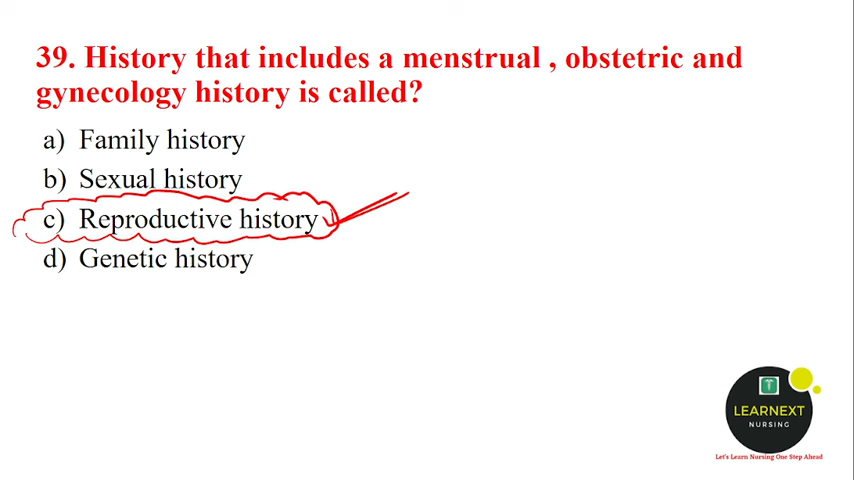 39. History that includes a menstrual , obstetric and
gynecology history is called?
a) Family history
b) Sexual history
c) Reproductive history
d) Genetic history
T
LEARNEXT
NURSING
Let's Learn Nursing One Step Ahead